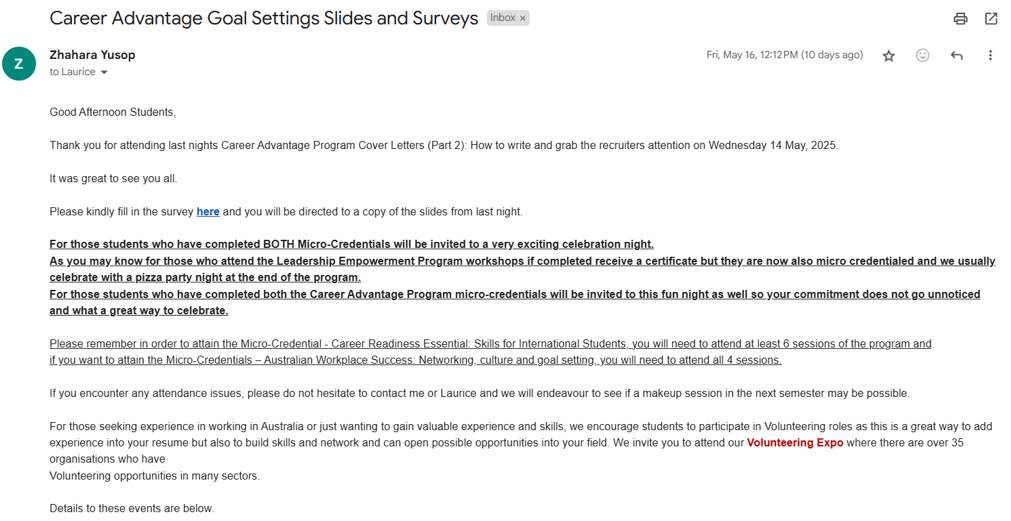 Career Advantage Goal Settings Slides and Surveys Inbox ×
Zhahara Yusop Fri, May 16, 12:12 PM (10 days ago)
Z
to Laurice
Good Afternoon Students,
Thank you for attending last nights Career Advantage Program Cover Letters (Part 2): How to write and grab the recruiters attention on Wednesday 14 May, 2025.
It was great to see you all.
Please kindly fill in the survey here and you will be directed to a copy of the slides from last night.
For those students who have completed BOTH Micro-Credentials will be invited to a very exciting celebration night.
As you may know for those who attend the Leadership Empowerment Program workshops if completed receive a certificate but they are now also micro credentialed and we usually
celebrate with a pizza party night at the end of the program.
For those students who have completed both the Career Advantage Program micro-credentials will be invited to this fun night as well so your commitment does not go unnoticed
and what a great way to celebrate.
Please remember in order to attain the Micro-Credential - Career Readiness Essential: Skills for International Students, you will need to attend at least 6 sessions of the program and
if you want to attain the Micro-Credentials – Australian Workplace Success: Networking, culture and goal setting, you will need to attend all 4 sessions.
If you encounter any attendance issues, please do not hesitate to contact me or Laurice and we will endeavour to see if a makeup session in the next semester may be possible.
For those seeking experience in working in Australia or just wanting to gain valuable experience and skills, we encourage students to participate in Volunteering roles as this is a great way to add
experience into your resume but also to build skills and network and can open possible opportunities into your field. We invite you to attend our Volunteering Expo where there are over 35
organisations who have
Volunteering opportunities in many sectors.
Details to these events are below.